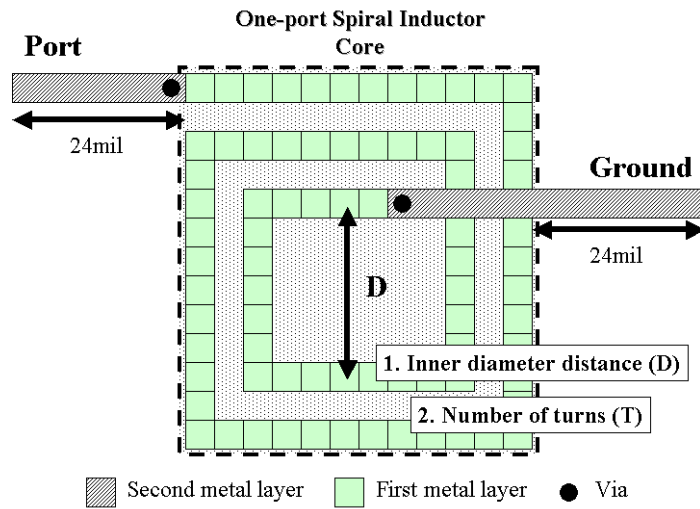 One-port Spiral Inductor
Core
Port
24mil
Ground
24mil
D
1. Inner diameter distance (D)
2. Number of turns (T)
Second metal layer
First metal layer
Via